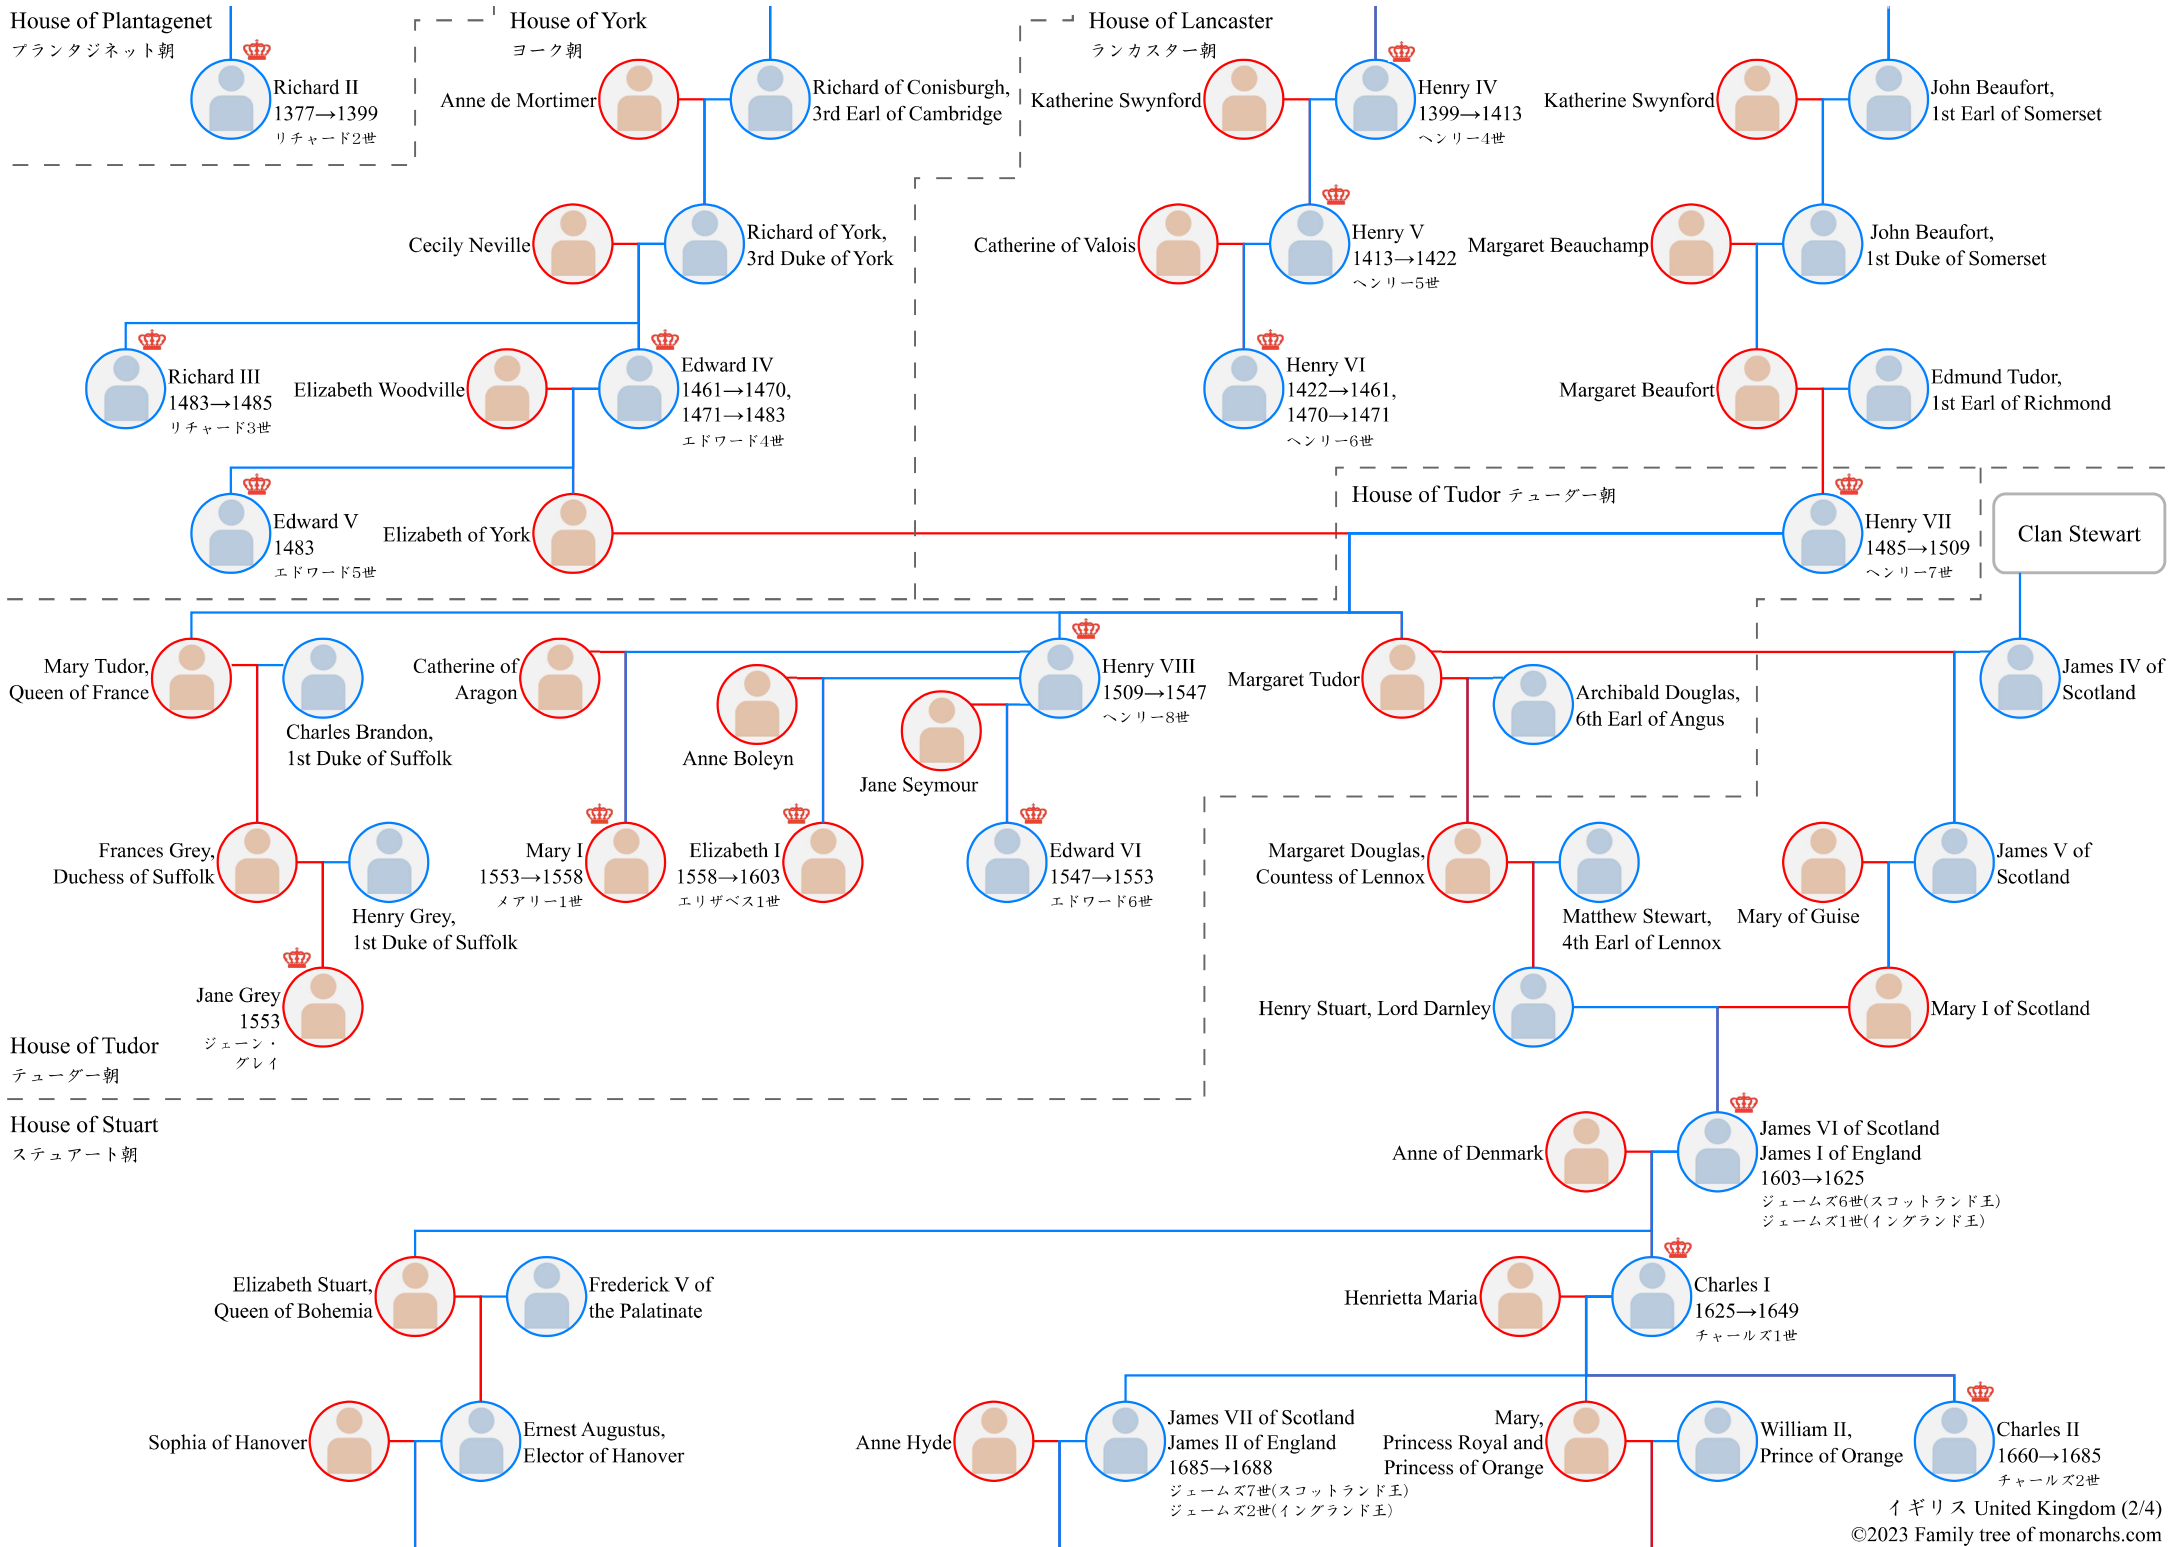 House of Plantagenet
プランタジネット朝
House of York
ヨーク朝
House of Lancaster
ランカスター朝
Richard II
1377→1399
リチャード2世
Anne de Mortimer
Richard of Conisburgh,
3rd Earl of Cambridge
Katherine Swynford
Henry IV
1399→1413
ヘンリー4世
Katherine Swynford
John Beaufort,
1st Earl of Somerset
Cecily Neville
Richard of York,
3rd Duke of York
Catherine of Valois
Henry V
1413→1422
ヘンリー5世
Margaret Beauchamp
John Beaufort,
1st Duke of Somerset
Richard III
1483→1485
リチャード3世
Elizabeth Woodville
Edward IV
1461→1470,
1471→1483
エドワード4世
Henry VI
1422→1461,
1470→1471
ヘンリー6世
Margaret Beaufort
Edmund Tudor,
1st Earl of Richmond
Edward V
1483
エドワード5世
Elizabeth of York
House of Tudor テューダー朝
Henry VII
1485→1509
ヘンリー7世
Clan Stewart
Mary Tudor,
Queen of France
Charles Brandon,
1st Duke of Suffolk
Catherine of
Aragon
Anne Boleyn
Jane Seymour
Henry VIII
1509→1547
ヘンリー8世
Margaret Tudor
Archibald Douglas,
6th Earl of Angus
James IV of
Scotland
Frances Grey,
Duchess of Suffolk
Henry Grey,
1st Duke of Suffolk
Mary I
1553→1558
メアリー1世
Elizabeth I
1558→1603
エリザベス1世
Edward VI
1547→1553
エドワード6世
Margaret Douglas,
Countess of Lennox
Matthew Stewart,
4th Earl of Lennox
Mary of Guise
James V of
Scotland
Jane Grey
1553
ジェーン・
グレイ
Henry Stuart, Lord Darnley
Mary I of Scotland
House of Tudor
テューダー朝
House of Stuart
ステュアート朝
Anne of Denmark
James VI of Scotland
James I of England
1603→1625
ジェームズ6世(スコットランド王)
ジェームズ1世(イングランド王)
Elizabeth Stuart,
Queen of Bohemia
Frederick V of
the Palatinate
Henrietta Maria
Charles I
1625→1649
チャールズ1世
Sophia of Hanover
Ernest Augustus,
Elector of Hanover
Anne Hyde
James VII of Scotland
James II of England
1685→1688
ジェームズ7世(スコットランド王)
ジェームズ2世(イングランド王)
Mary,
Princess Royal and
Princess of Orange
William II,
Prince of Orange
Charles II
1660→1685
チャールズ2世
イギリス United Kingdom (2/4)
©2023 Family tree of monarchs.com